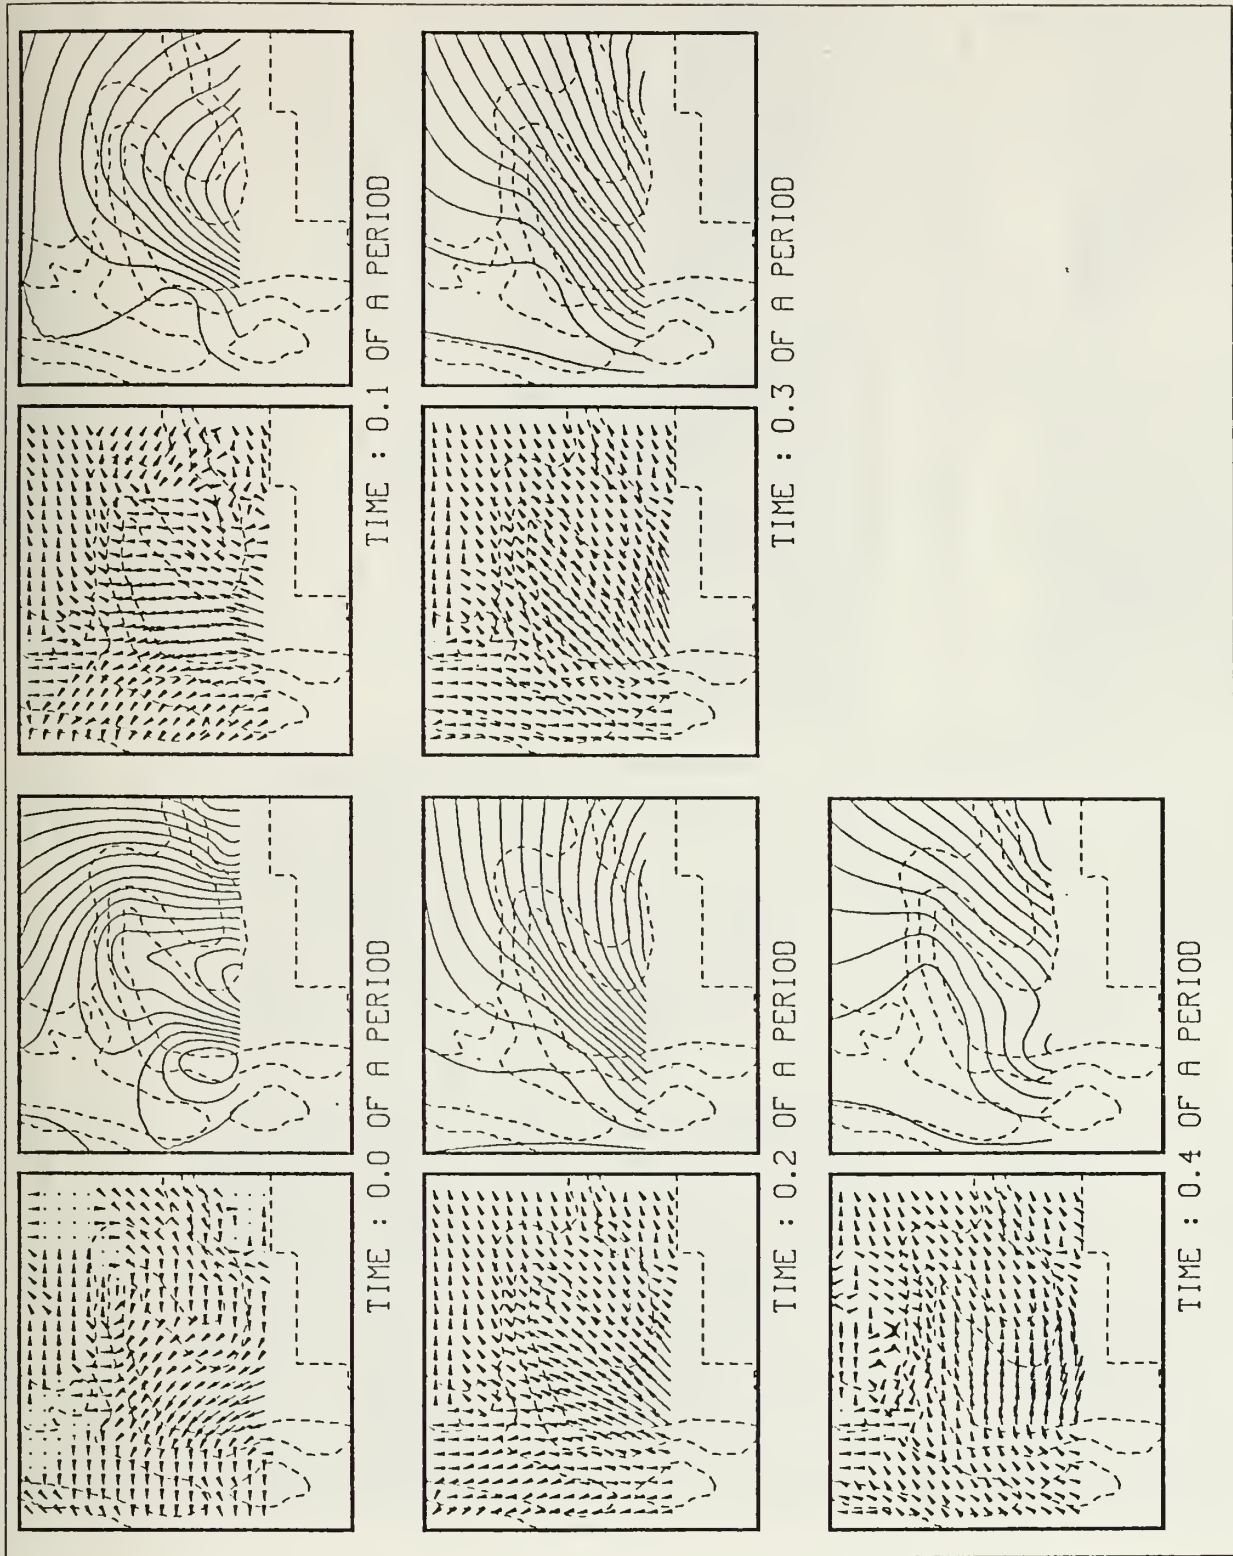 TIME : 0.0 OF A PERIOD
TIME : 0.1 OF A PERIOD
TIME : 0.2 OF A PERIOD
TIME : 0.3 OF A PERIOD
TIME : 0.4 OF A PERIOD